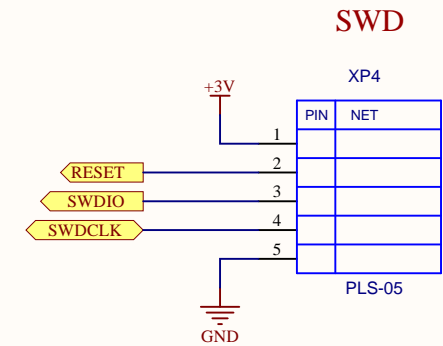 SWD
XP4
+3V
PIN NET
1
RESET 2
SWDIO 3
SWDCLK 4
5
PLS-05
GND